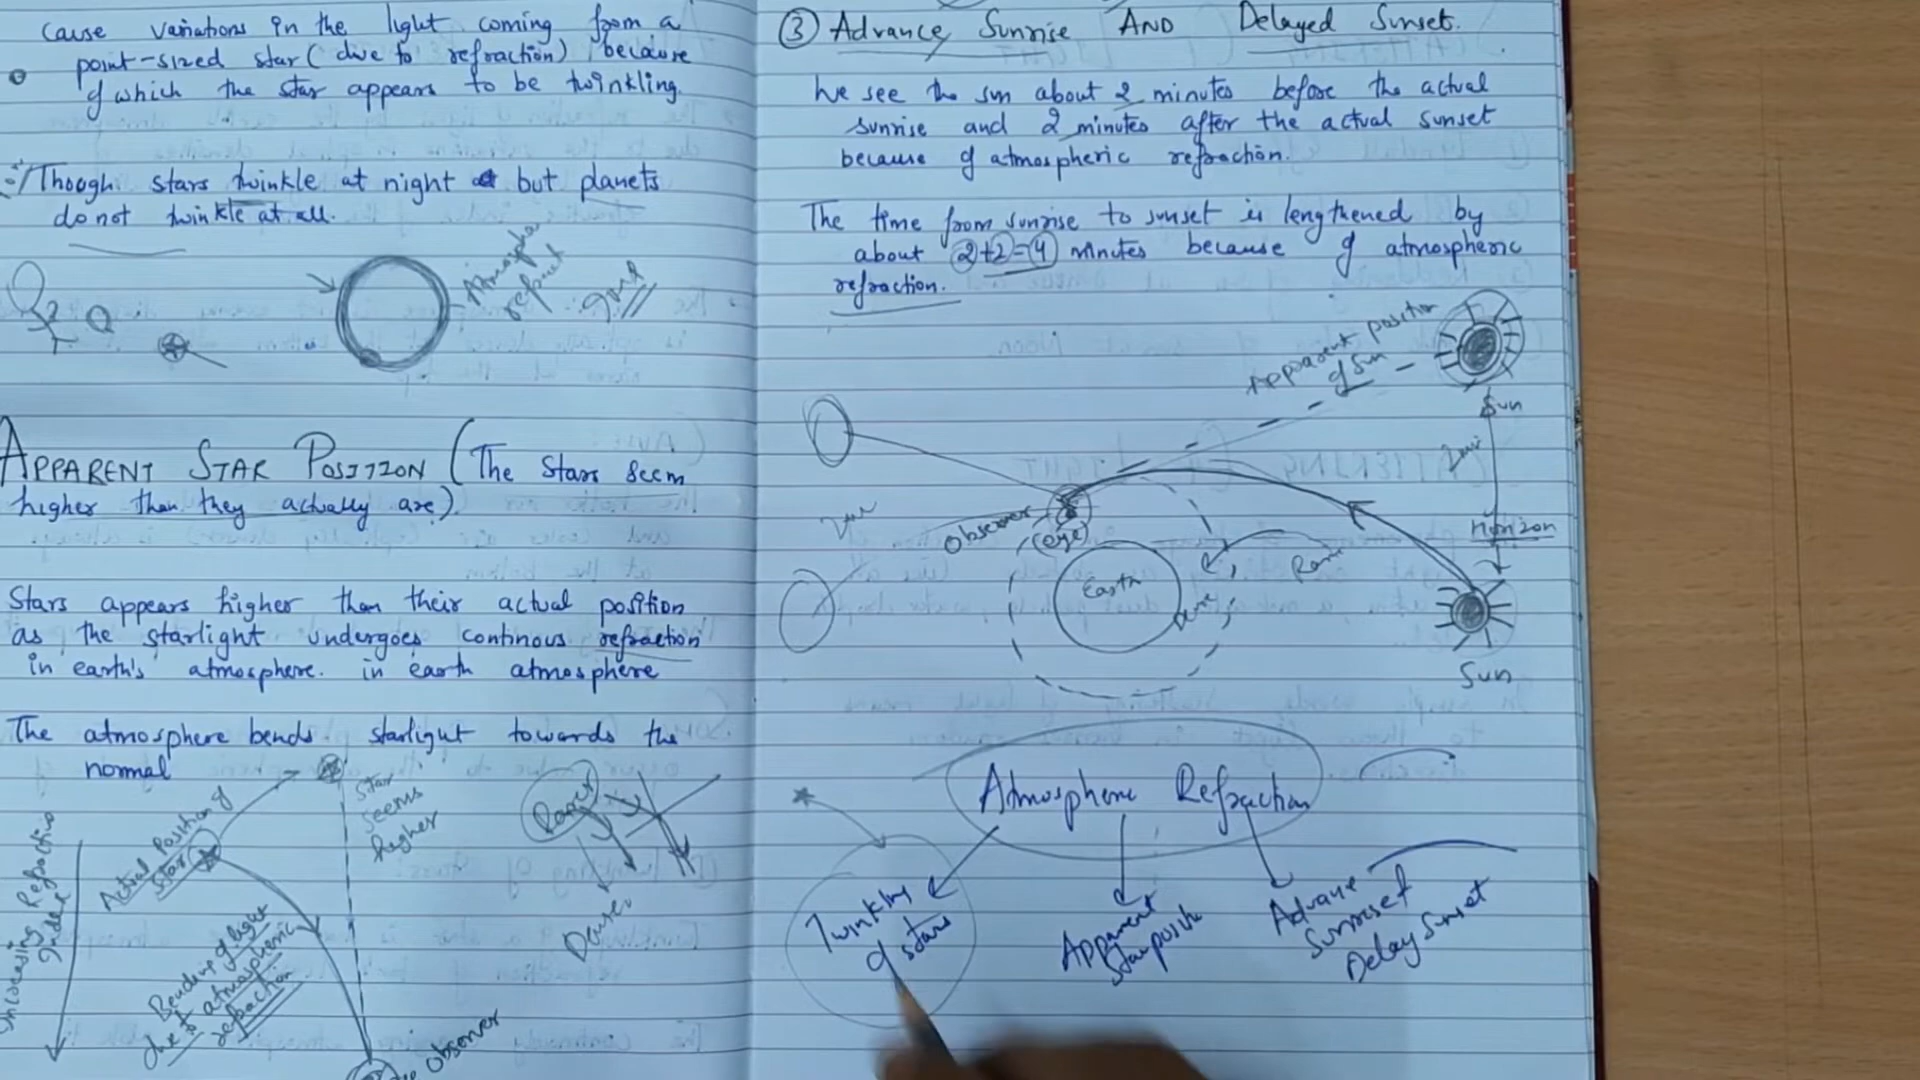 cause variations in the light coming from a
point-sized star (due to refraction) because
of which the star appears to be twinkling.
Though stars twinkle at night but planets
do not twinkle at all.
Atmosphe
refract
APPARENT STAR POSITION (The stars seem
higher than they actually are).
Stars appears higher than their actual position
as the starlight undergoes continous refraction
in earth's atmosphere. in earth atmosphere
The atmosphere bends starlight towards the
normal
Star
seems
higher
Actual Position of
star
Rarer
Denser
Increasing Refractive
Index
Bending of light
due to atmospheric
refraction
observer
③ Advance Sunrise AND Delayed Sunset.
We see the sun about 2 minutes before the actual
sunrise and 2 minutes after the actual sunset
because of atmospheric refraction.
The time from sunrise to sunset is lengthened by
about 2+2=4 minutes because of atmospheric
refraction.
Apparent position
of Sun
Sun
Horizon
Observer
(eye)
Earth
Sun
Atmospheric Refraction
Twinkling
of stars
Apparent
Star
Advance
Sunriset
Delay Sunset